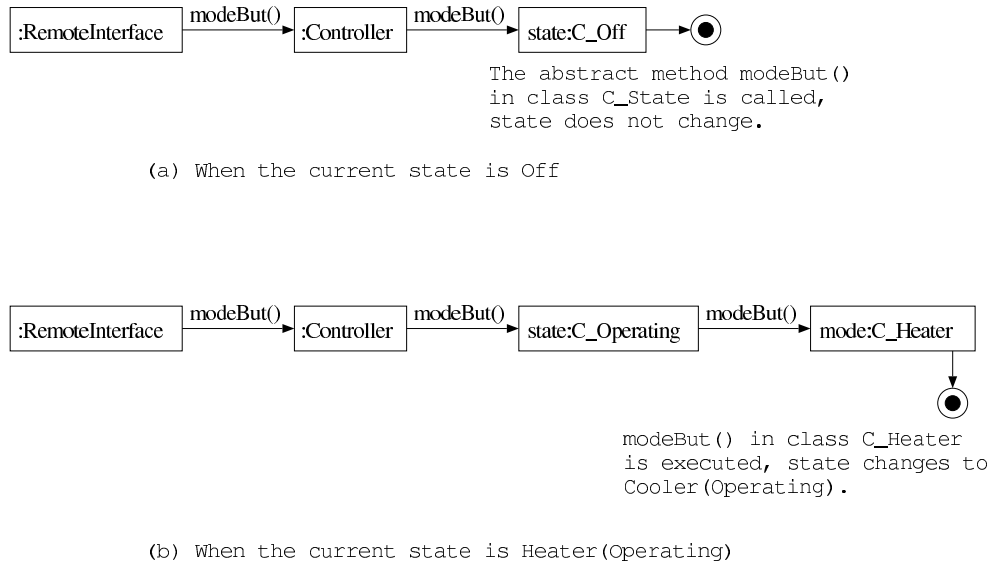 modeBut() modeBut()
:RemoteInterface :Controller state:C_Off
The abstract method modeBut()
in class C_State is called,
state does not change.
(a) When the current state is Off
modeBut() modeBut() modeBut()
:RemoteInterface :Controller state:C_Operating mode:C_Heater
modeBut() in class C_Heater
is executed, state changes to
Cooler(Operating).
(b) When the current state is Heater(Operating)